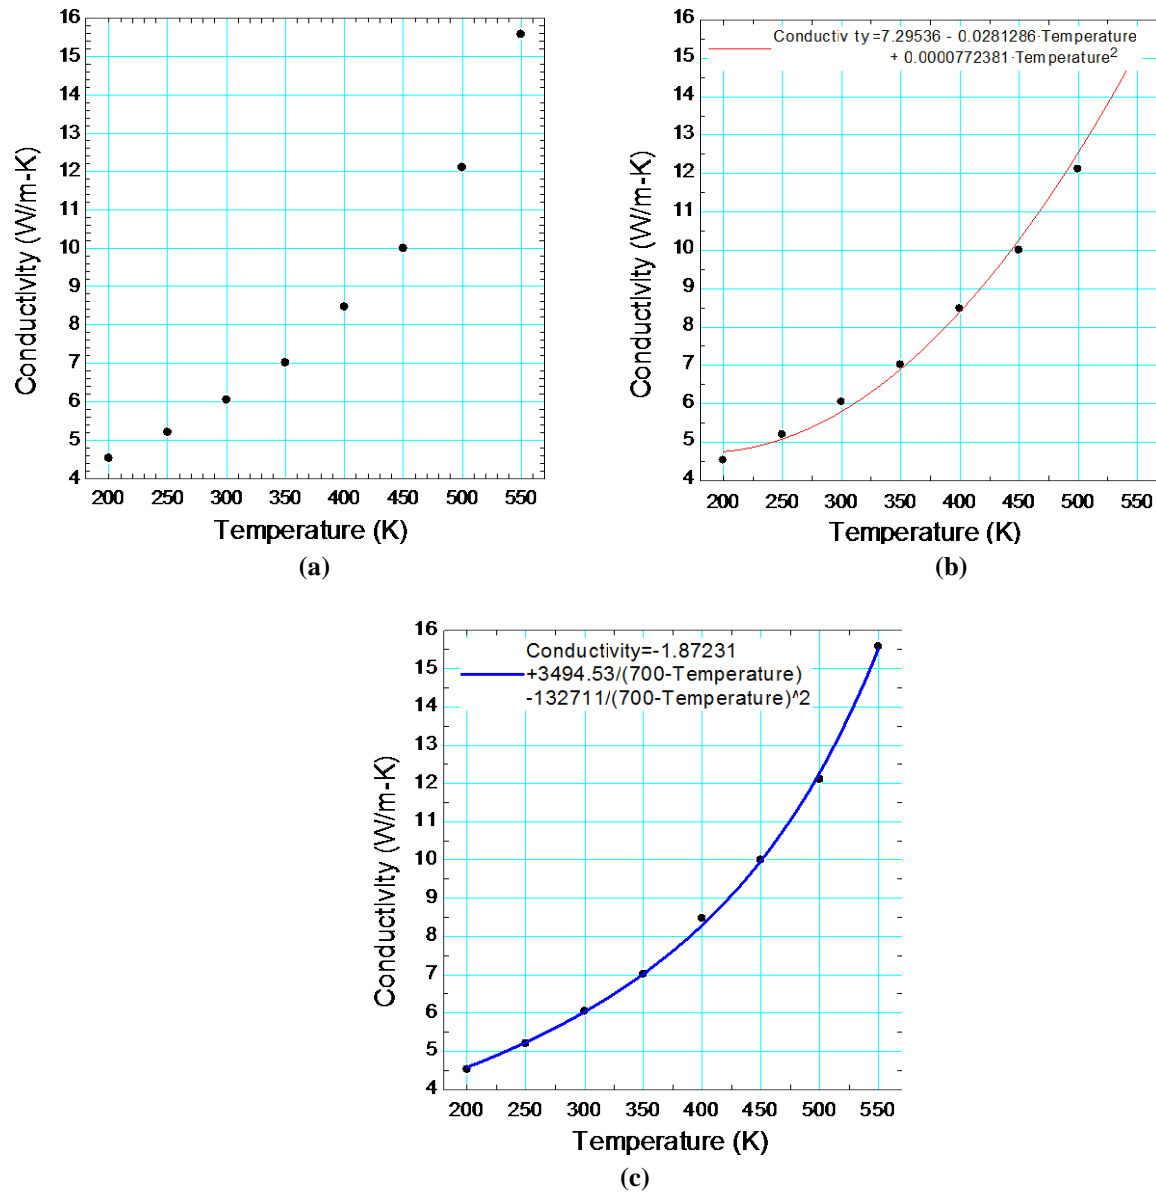 16
15
14
13
12
11
10
9
8
7
6
5
4
Conductivity (W/m-K)
200 250 300 350 400 450 500 550
Temperature (K)
(a)
16
15
14
13
12
11
10
9
8
7
6
5
4
Conductivity (W/m-K)
Conductivity=7.29536 - 0.0281286·Temperature
+ 0.0000772381·Temperature²
200 250 300 350 400 450 500 550
Temperature (K)
(b)
16
15
14
13
12
11
10
9
8
7
6
5
4
Conductivity (W/m-K)
Conductivity=-1.87231
+3494.53/(700-Temperature)
-132711/(700-Temperature)^2
200 250 300 350 400 450 500 550
Temperature (K)
(c)